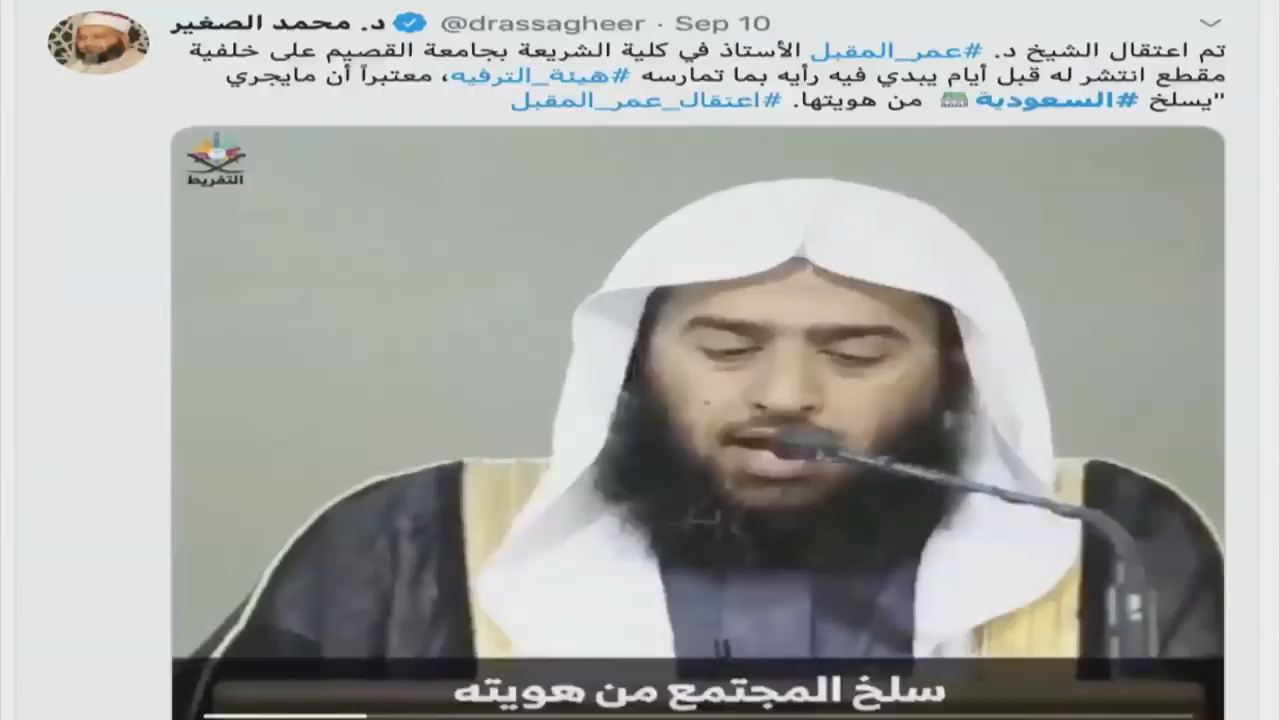 د. محمد الصغير @drassagheer · Sep 10
تم اعتقال الشيخ د. #عمر_المقبل الأستاذ في كلية الشريعة بجامعة القصيم على خلفية
مقطع انتشر له قبل أيام يبدي فيه رأيه بما تمارسه #هيئة_الترفيه، معتبراً أن مايجري
"يسلخ #السعودية من هويتها. #اعتقال_عمر_المقبل
التفريط
سلخ المجتمع من هويته